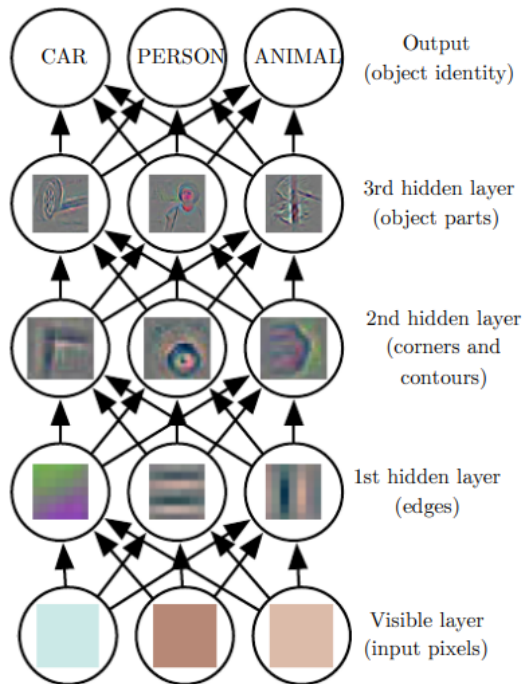 CAR PERSON ANIMAL
Output
(object identity)
3rd hidden layer
(object parts)
2nd hidden layer
(corners and
contours)
1st hidden layer
(edges)
Visible layer
(input pixels)